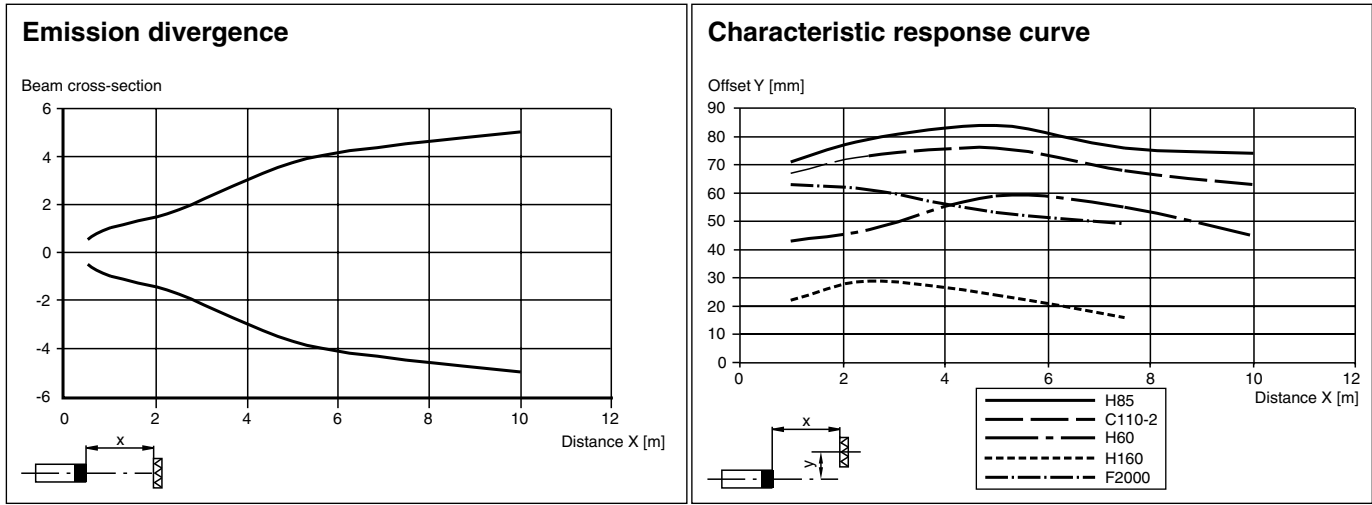 Emission divergence
Beam cross-section
6
4
2
0
-2
-4
-6
0 2 4 6 8 10 12
Distance X [m]
x
Characteristic response curve
Offset Y [mm]
90
80
70
60
50
40
30
20
10
0
0 2 4 6 8 10 12
Distance X [m]
H85
C110-2
H60
H160
F2000
x
y